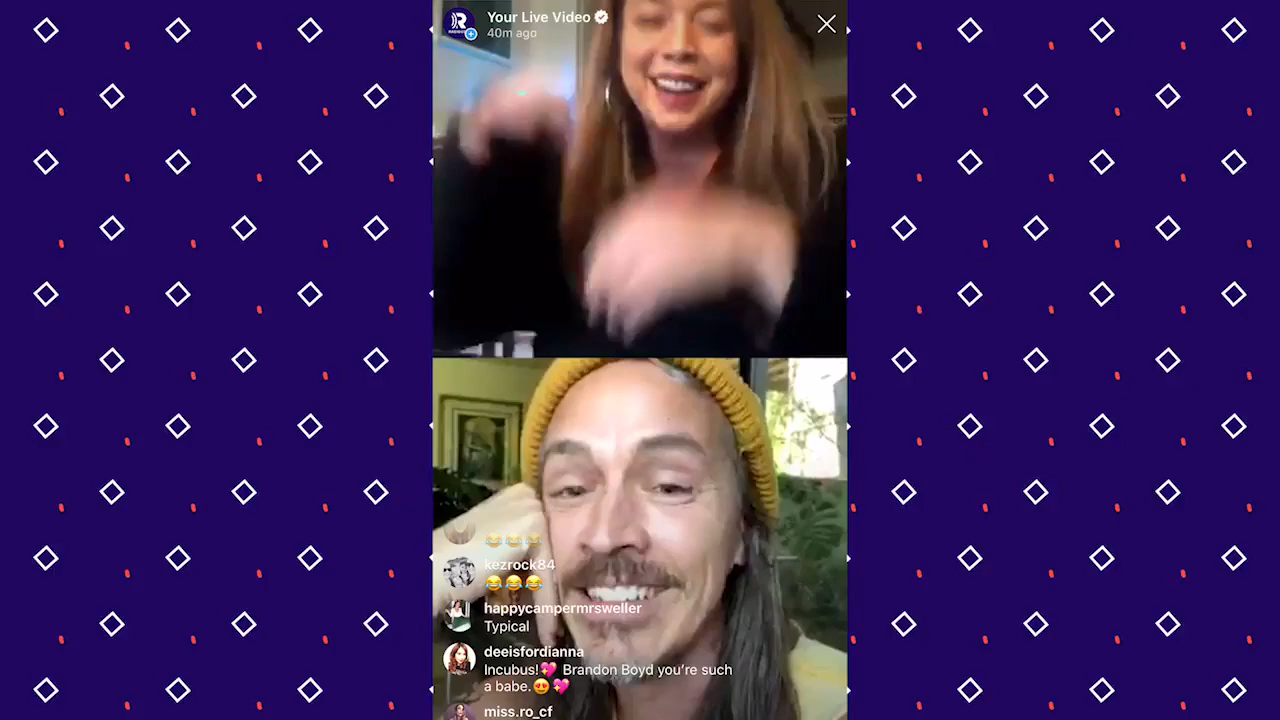 Your Live Video
40m ago
😂😂😂
kezrock84
😂😂😂
happycampermrsweller
Typical
deeisfordianna
Incubus!💖 Brandon Boyd you’re such
a babe.😍💖
miss.ro_cf